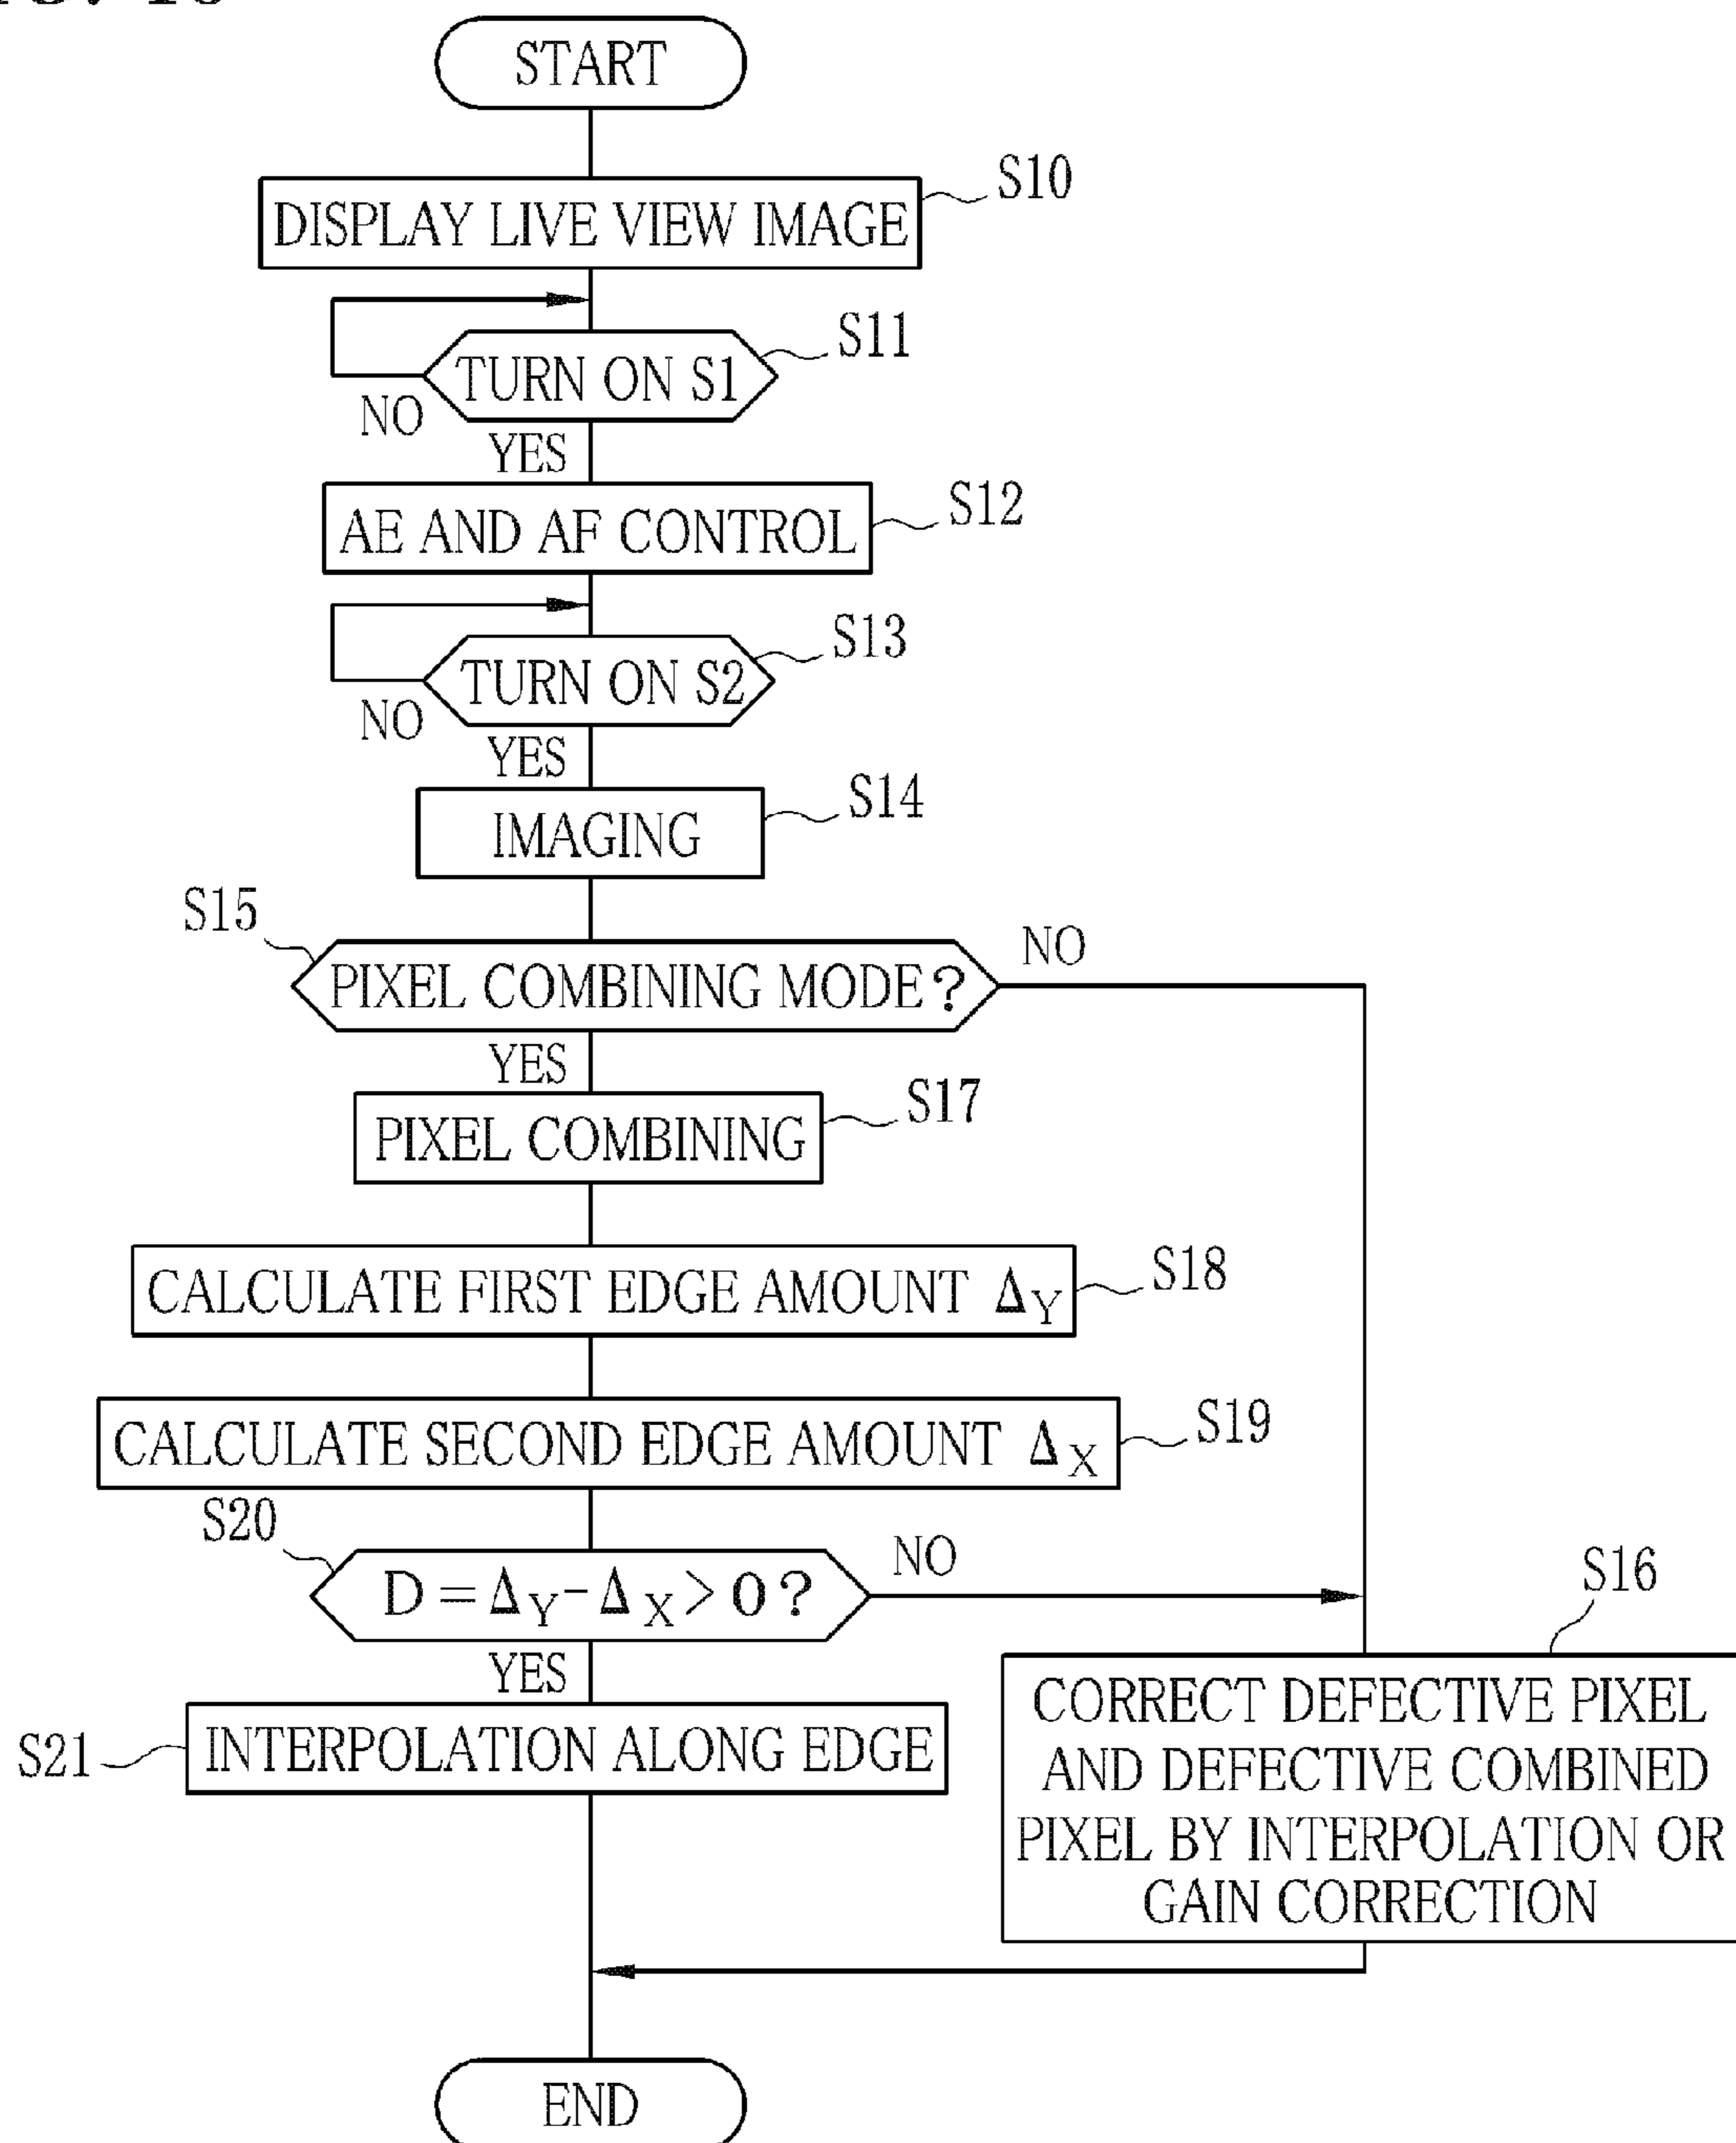 START
S10
DISPLAY LIVE VIEW IMAGE
S11
TURN ON S1
NO
YES
S12
AE AND AF CONTROL
S13
TURN ON S2
NO
YES
S14
IMAGING
S15
NO
PIXEL COMBINING MODE?
YES
S17
PIXEL COMBINING
S18
CALCULATE FIRST EDGE AMOUNT ΔY
S19
CALCULATE SECOND EDGE AMOUNT ΔX
S20
NO
D=ΔY-ΔX>0?
YES
S16
CORRECT DEFECTIVE PIXEL
AND DEFECTIVE COMBINED
PIXEL BY INTERPOLATION OR
GAIN CORRECTION
S21
INTERPOLATION ALONG EDGE
END